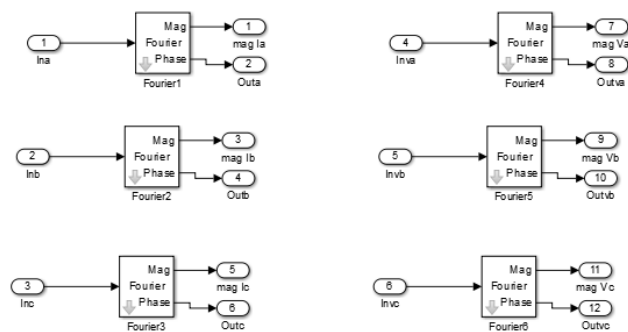 1
Ina
Mag
Fourier
Phase
Fourier1
1
mag Ia
2
Outa
4
Inva
Mag
Fourier
Phase
Fourier4
7
mag Va
8
Outva
2
Inb
Mag
Fourier
Phase
Fourier2
3
mag Ib
4
Outb
5
Invb
Mag
Fourier
Phase
Fourier5
9
mag Vb
10
Outvb
3
Inc
Mag
Fourier
Phase
Fourier3
5
mag Ic
6
Outc
6
Invc
Mag
Fourier
Phase
Fourier6
11
mag Vc
12
Outvc